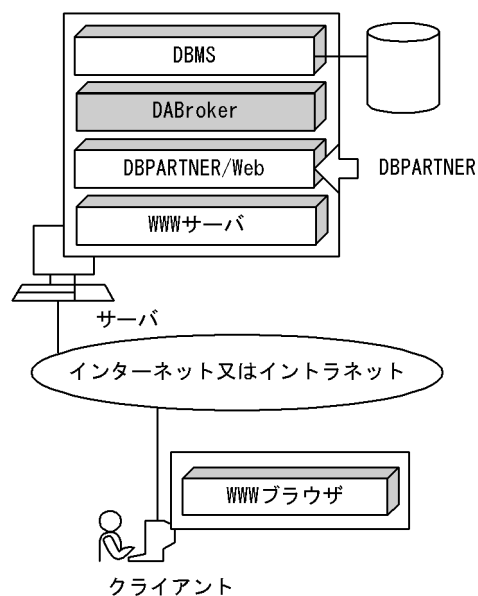 DBMS
DABroker
DBPARTNER/Web
DBPARTNER
WWWサーバ
サーバ
インターネット又はイントラネット
WWWブラウザ
クライアント